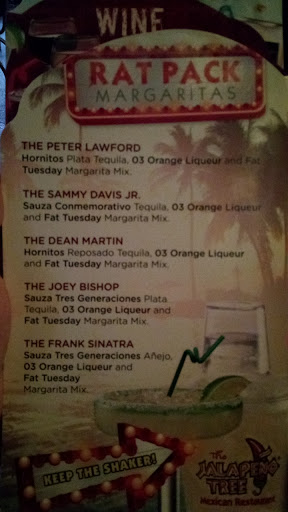 WINE
RAT PACK
MARGARITAS
THE PETER LAWFORD
Hornitos Plata Tequila, 03 Orange Liqueur and Fat
Tuesday Margarita Mix.
THE SAMMY DAVIS JR.
Sauza Conmemorativo Tequila, 03 Orange Liqueur
and Fat Tuesday Margarita Mix.
THE DEAN MARTIN
Hornitos Reposado Tequila, 03 Orange Liqueur
and Fat Tuesday Margarita Mix.
THE JOEY BISHOP
Sauza Tres Generaciones Plata
Tequila, 03 Orange Liqueur and
Fat Tuesday Margarita Mix.
THE FRANK SINATRA
Sauza Tres Generaciones Añejo,
03 Orange Liqueur and
Fat Tuesday
Margarita Mix.
KEEP THE SHAKER!
The
JALAPEÑO
TREE
Mexican Restaurant